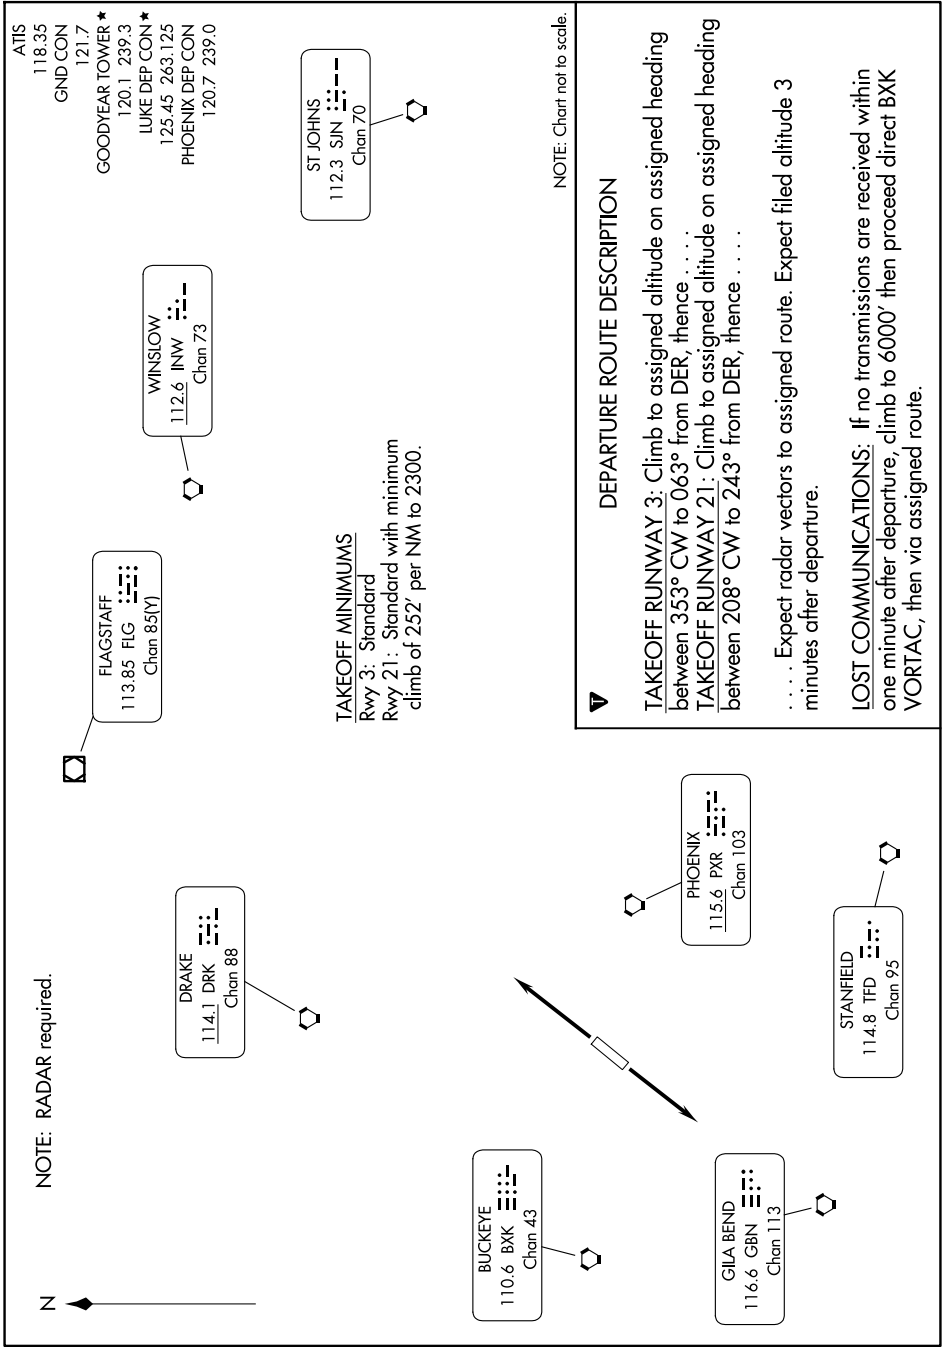 ATIS
118.35
GND CON
121.7
GOODYEAR TOWER ★
120.1 239.3
LUKE DEP CON ★
125.45 263.125
PHOENIX DEP CON
120.7 239.0
NOTE: RADAR required.
N
FLAGSTAFF
113.85 FLG
Chan 85(Y)
WINSLOW
112.6 INW
Chan 73
ST JOHNS
112.3 SJN
Chan 70
DRAKE
114.1 DRK
Chan 88
TAKEOFF MINIMUMS
Rwy 3: Standard
Rwy 21: Standard with minimum
climb of 252' per NM to 2300.
BUCKEYE
110.6 BXK
Chan 43
PHOENIX
115.6 PXR
Chan 103
GILA BEND
116.6 GBN
Chan 113
STANFIELD
114.8 TFD
Chan 95
NOTE: Chart not to scale.
T
DEPARTURE ROUTE DESCRIPTION
TAKEOFF RUNWAY 3: Climb to assigned altitude on assigned heading
between 353° CW to 063° from DER, thence . . . .
TAKEOFF RUNWAY 21: Climb to assigned altitude on assigned heading
between 208° CW to 243° from DER, thence . . . .
. . . . Expect radar vectors to assigned route. Expect filed altitude 3
minutes after departure.
LOST COMMUNICATIONS: If no transmissions are received within
one minute after departure, climb to 6000' then proceed direct BXK
VORTAC, then via assigned route.